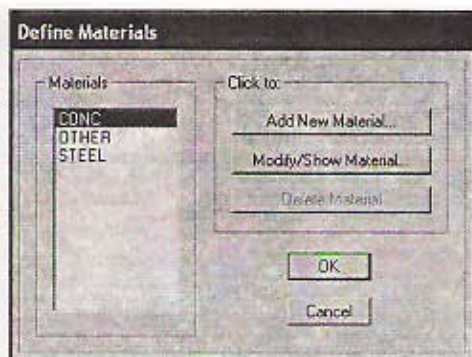 Define Materials
Materials
CONC
OTHER
STEEL
Click to:
Add New Material...
Modify/Show Material...
Delete Material
OK
Cancel